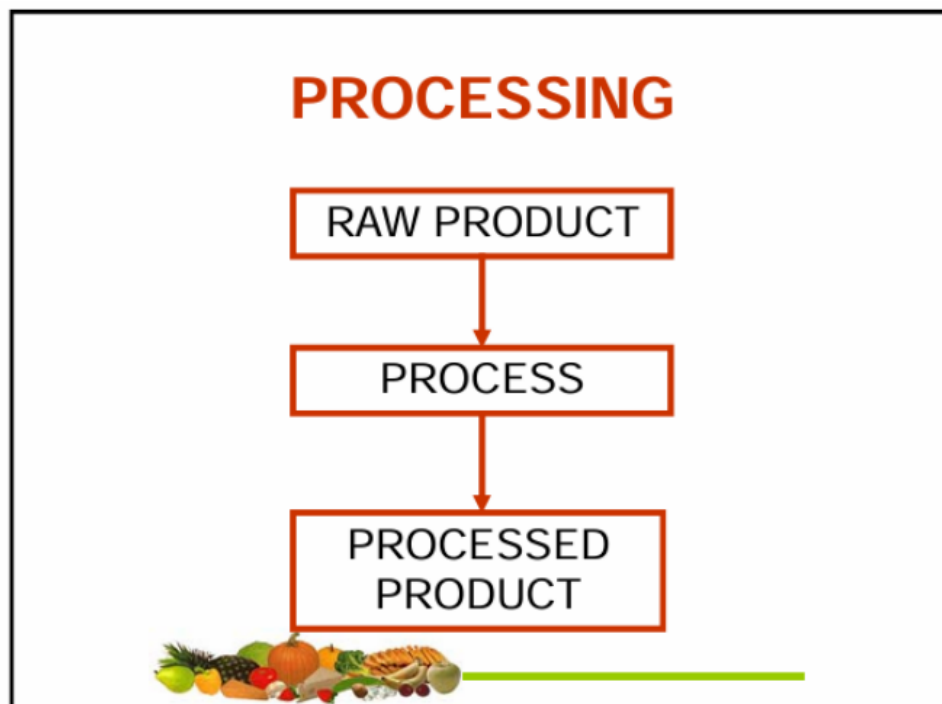 PROCESSING
RAW PRODUCT
PROCESS
PROCESSED
PRODUCT